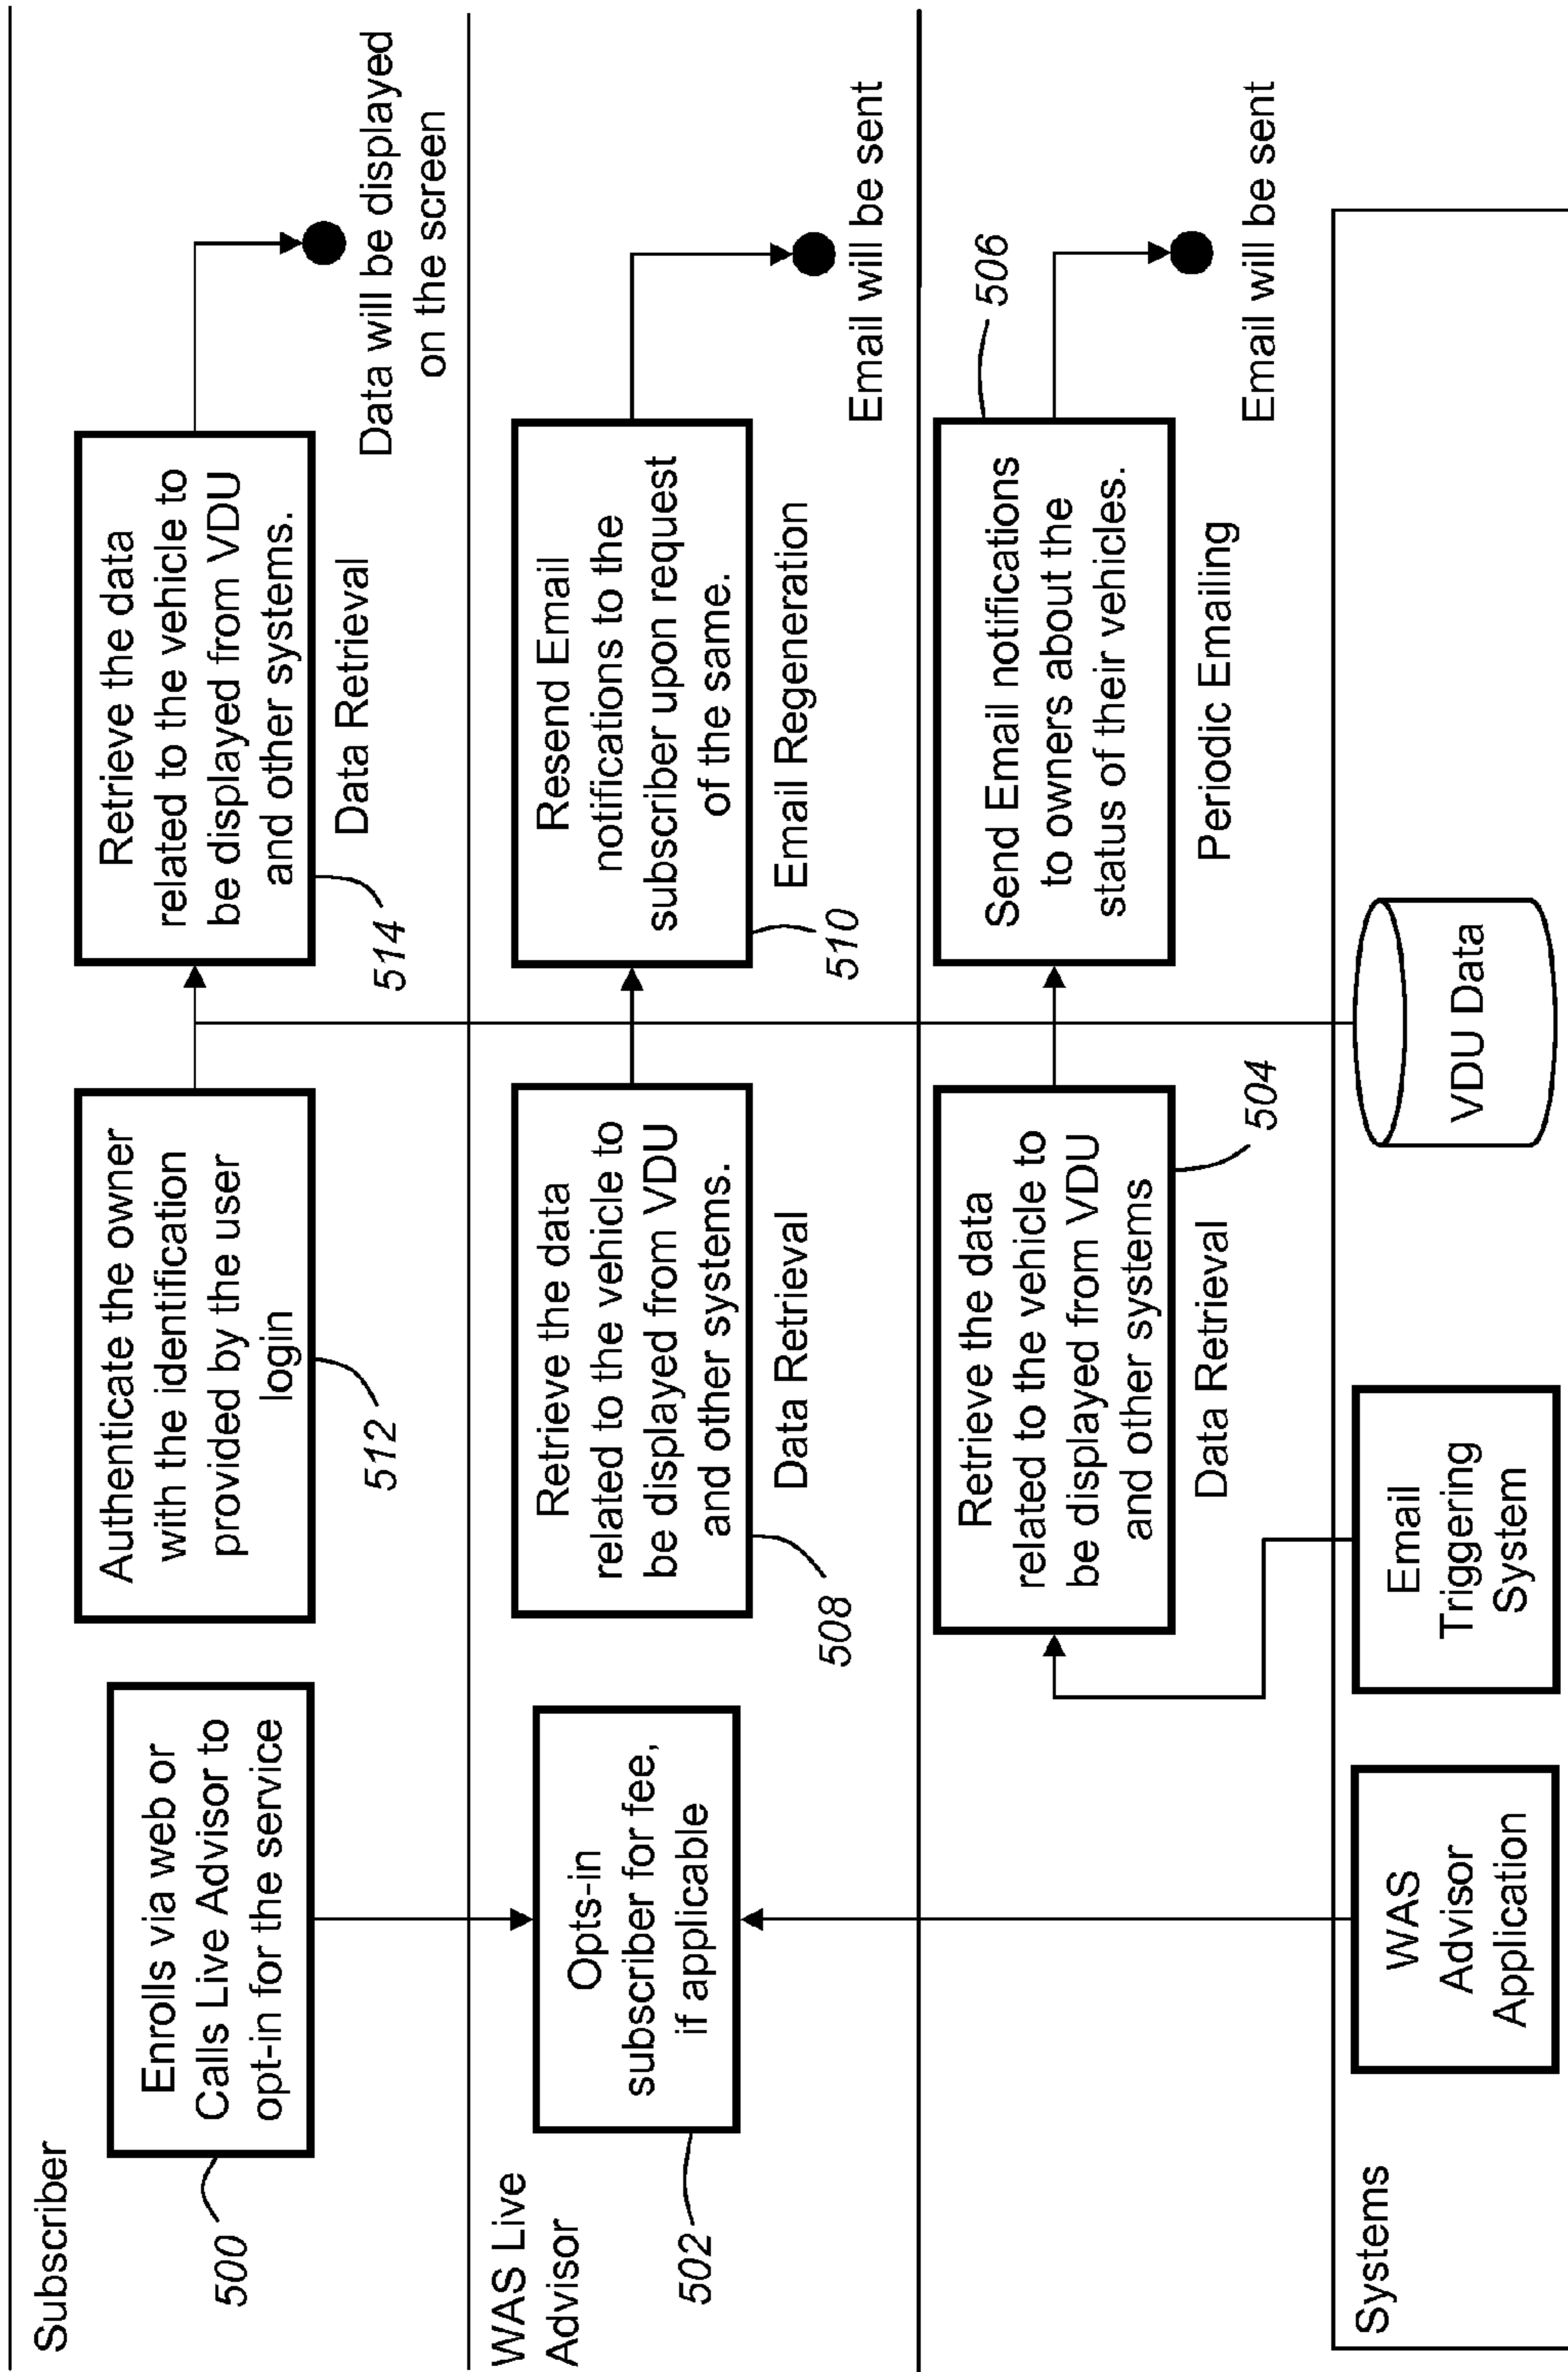 Subscriber
500
Enrolls via web or
Calls Live Advisor to
opt-in for the service
Authenticate the owner
with the identification
provided by the user
login
512
Retrieve the data
related to the vehicle to
be displayed from VDU
and other systems.
514
Data Retrieval
Data will be displayed
on the screen
WAS Live
Advisor
502
Opts-in
subscriber for fee,
if applicable
Retrieve the data
related to the vehicle to
be displayed from VDU
and other systems.
508
Data Retrieval
Resend Email
notifications to the
subscriber upon request
of the same.
510
Email Regeneration
Email will be sent
Retrieve the data
related to the vehicle to
be displayed from VDU
and other systems
504
Data Retrieval
Send Email notifications
to owners about the
status of their vehicles.
506
Periodic Emailing
Email will be sent
Systems
WAS
Advisor
Application
Email
Triggering
System
VDU Data